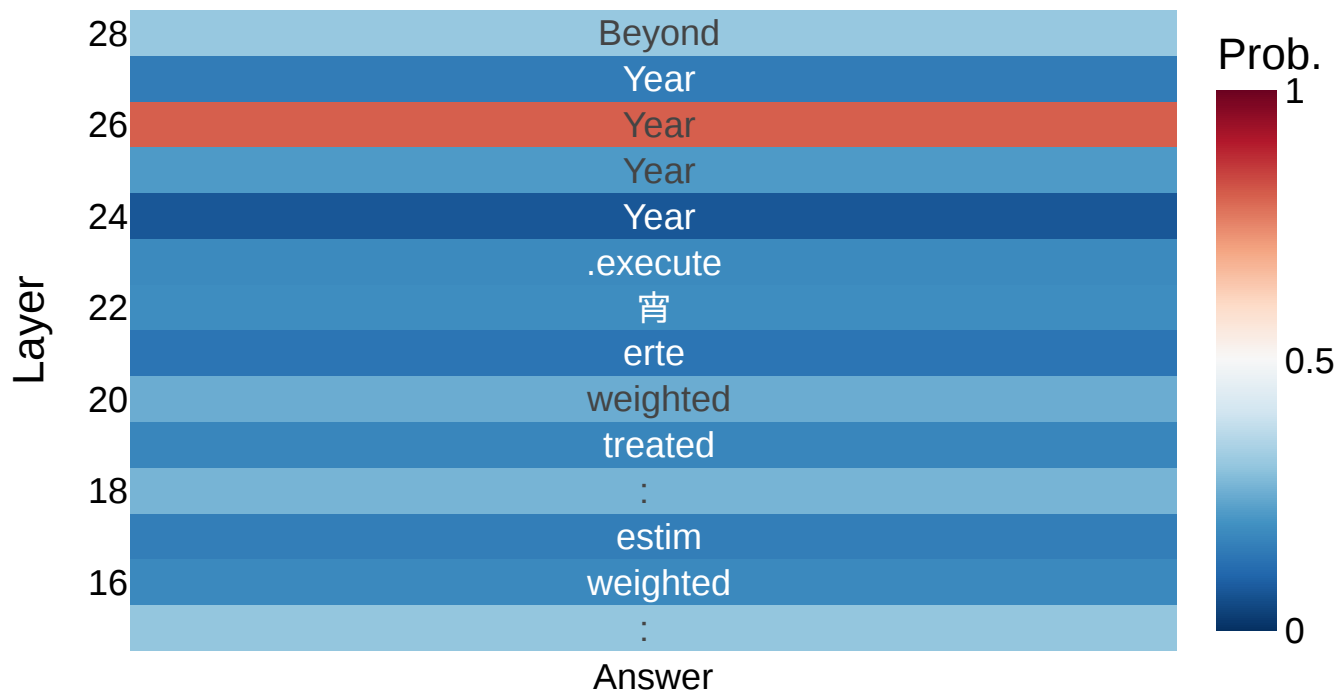 Prob.
1
0.5
0
Layer
28 Beyond
Year
26 Year
Year
24 Year
.execute
22 宵
erte
20 weighted
treated
18 :
estim
16 weighted
:
Answer